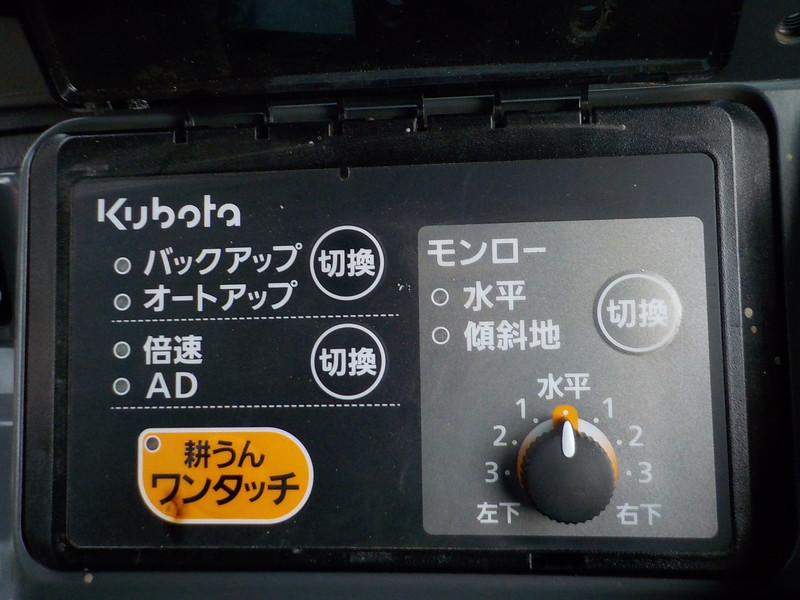 Kubota
バックアップ
オートアップ
切換
倍速
AD
切換
耕うん
ワンタッチ
モンロー
水平
傾斜地
切換
水平
1 1
2 2
3 3
左下 右下